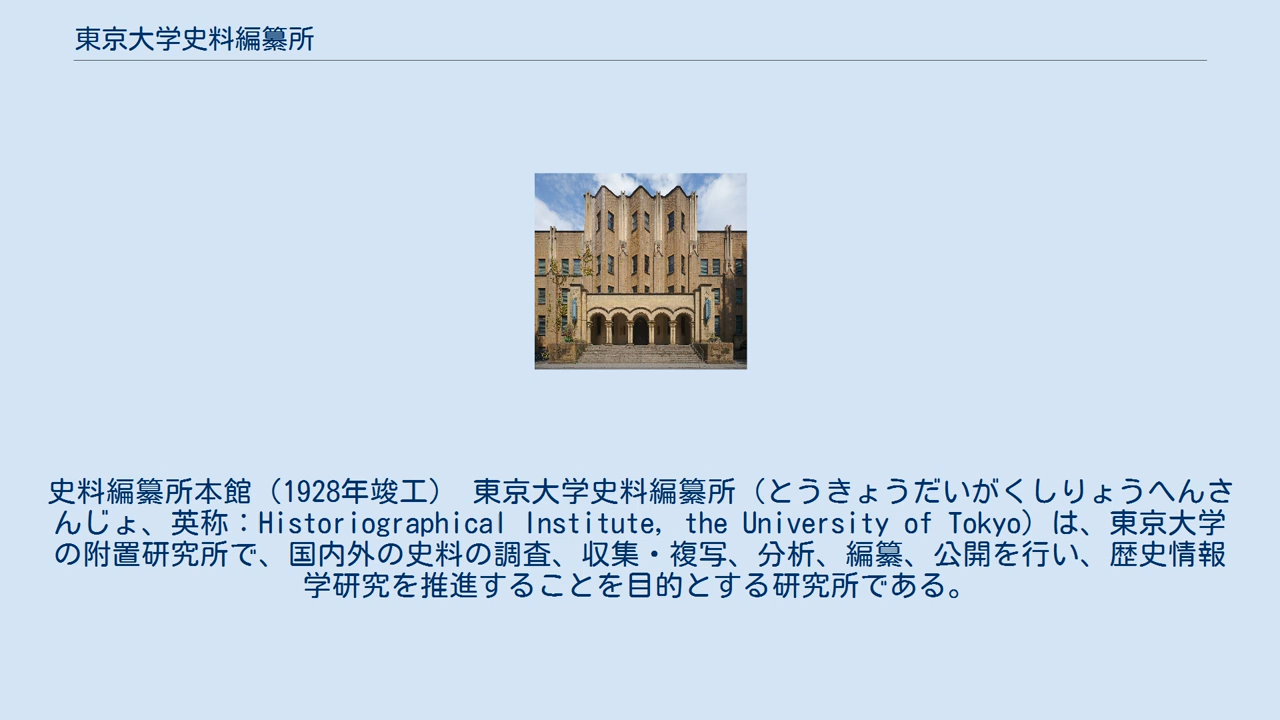 東京大学史料編纂所
史料編纂所本館（1928年竣工） 東京大学史料編纂所（とうきょうだいがくしりょうへんさ
んじょ、英称：Historiographical Institute, the University of Tokyo）は、東京大学
の附置研究所で、国内外の史料の調査、収集・複写、分析、編纂、公開を行い、歴史情報
学研究を推進することを目的とする研究所である。